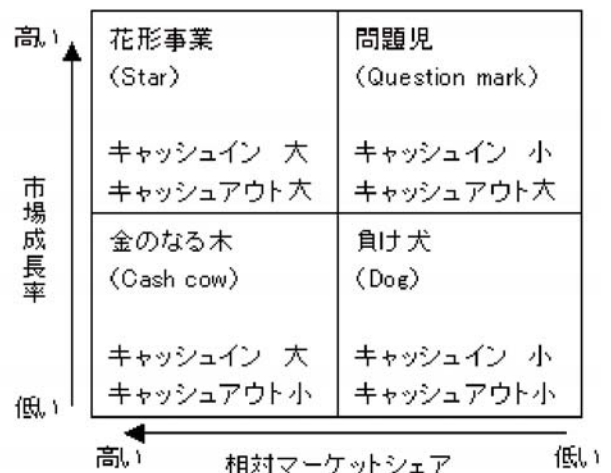 高い
花形事業
(Star)
キャッシュイン 大
キャッシュアウト大
問題児
(Question mark)
キャッシュイン 小
キャッシュアウト大
市場成長率
金のなる木
(Cash cow)
キャッシュイン 大
キャッシュアウト小
負け犬
(Dog)
キャッシュイン 小
キャッシュアウト小
低い
高い
相対マーケットシェア
低い